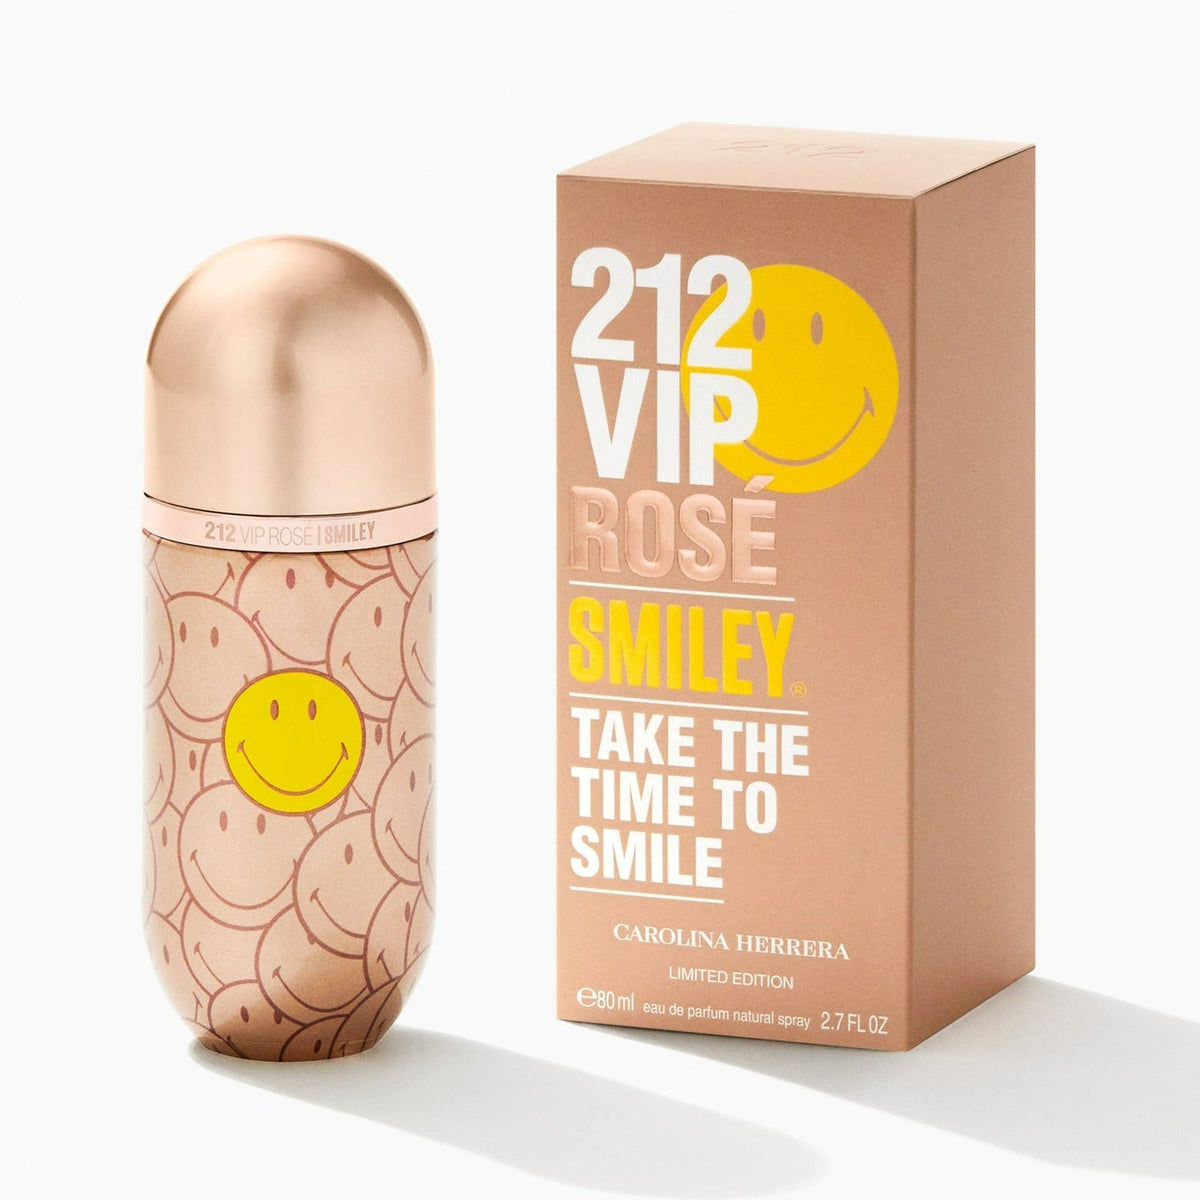 212 VIP ROSÉ | SMILEY
212
212
VIP
ROSÉ
SMILEY®
TAKE THE
TIME TO
SMILE
CAROLINA HERRERA
LIMITED EDITION
℮80 ml eau de parfum natural spray 2.7 FL OZ